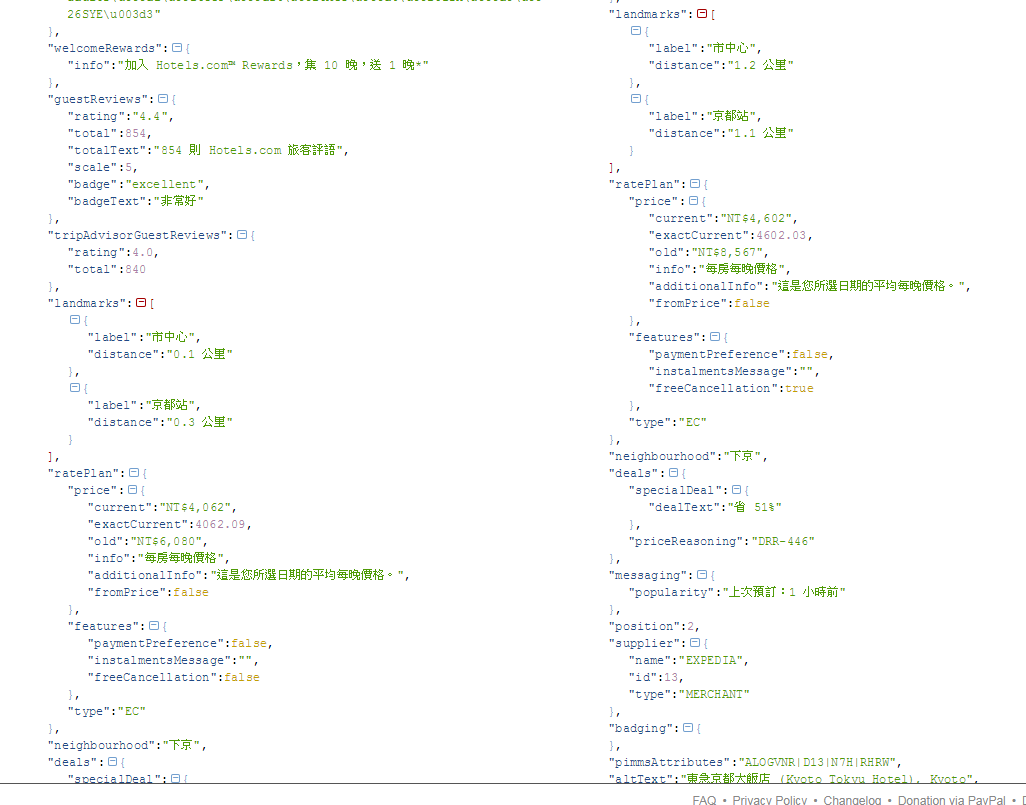 26SYE\u003d3"
},
"welcomeRewards":{
"info":"加入 Hotels.com™ Rewards，集 10 晚，送 1 晚*"
},
"guestReviews":{
"rating":"4.4",
"total":854,
"totalText":"854 則 Hotels.com 旅客評語",
"scale":5,
"badge":"excellent",
"badgeText":"非常好"
},
"tripAdvisorGuestReviews":{
"rating":4.0,
"total":840
},
"landmarks":[
{
"label":"市中心",
"distance":"0.1 公里"
},
{
"label":"京都站",
"distance":"0.3 公里"
}
],
"ratePlan":{
"price":{
"current":"NT$4,062",
"exactCurrent":4062.09,
"old":"NT$6,080",
"info":"每房每晚價格",
"additionalInfo":"這是您所選日期的平均每晚價格。",
"fromPrice":false
},
"features":{
"paymentPreference":false,
"instalmentsMessage":"",
"freeCancellation":false
},
"type":"EC"
},
"neighbourhood":"下京",
"deals":{
"specialDeal":{
"landmarks":[
{
"label":"市中心",
"distance":"1.2 公里"
},
{
"label":"京都站",
"distance":"1.1 公里"
}
],
"ratePlan":{
"price":{
"current":"NT$4,602",
"exactCurrent":4602.03,
"old":"NT$8,567",
"info":"每房每晚價格",
"additionalInfo":"這是您所選日期的平均每晚價格。",
"fromPrice":false
},
"features":{
"paymentPreference":false,
"instalmentsMessage":"",
"freeCancellation":true
},
"type":"EC"
},
"neighbourhood":"下京",
"deals":{
"specialDeal":{
"dealText":"省 51%"
},
"priceReasoning":"DRR-446"
},
"messaging":{
"popularity":"上次預訂：1 小時前"
},
"position":2,
"supplier":{
"name":"EXPEDIA",
"id":13,
"type":"MERCHANT"
},
"badging":{
},
"pimmsAttributes":"ALOGVNR|D13|N7H|RHRW",
"altText":"東急京都大飯店 (Kyoto Tokyu Hotel), Kyoto",
FAQ • Privacy Policy • Changelog • Donation via PayPal •